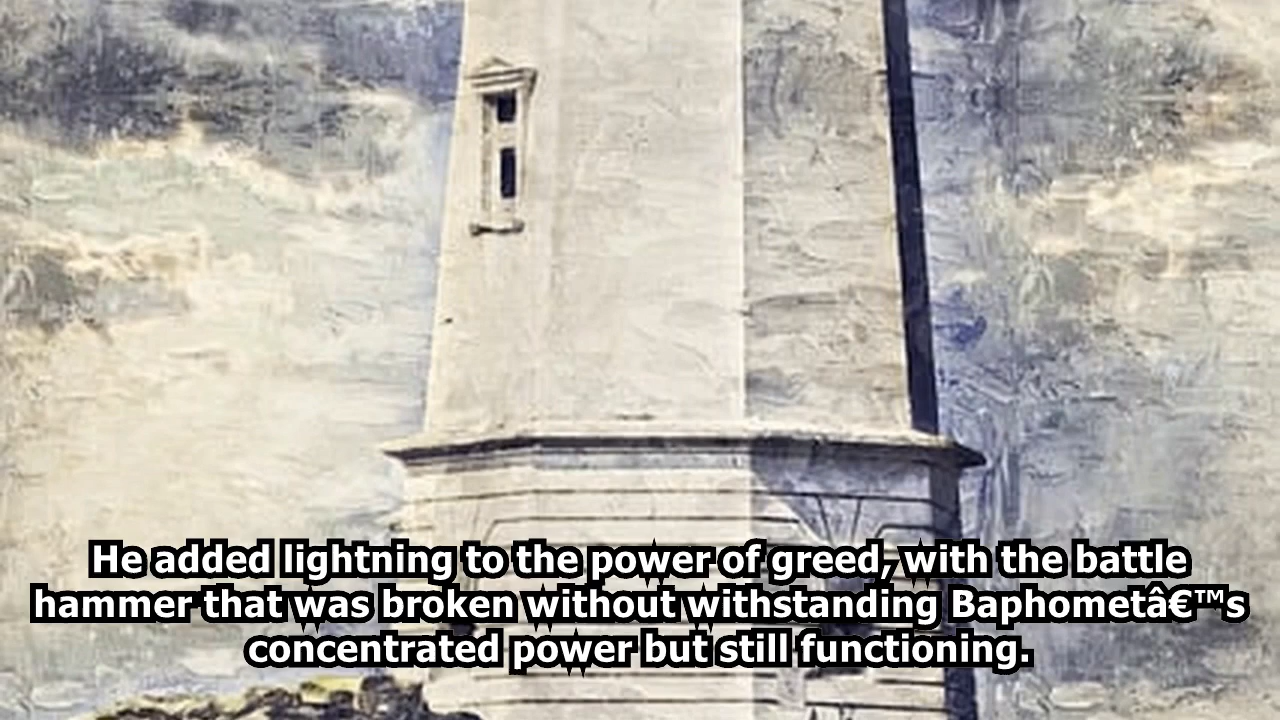 He added lightning to the power of greed, with the battle
hammer that was broken without withstanding Baphometâ€™s
concentrated power but still functioning.